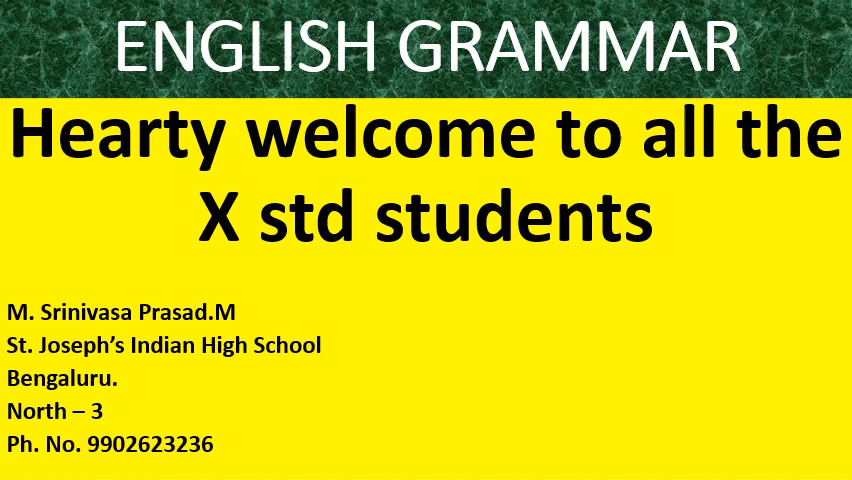 ENGLISH GRAMMAR
Hearty welcome to all the
X std students
M. Srinivasa Prasad.M
St. Joseph’s Indian High School
Bengaluru.
North – 3
Ph. No. 9902623236